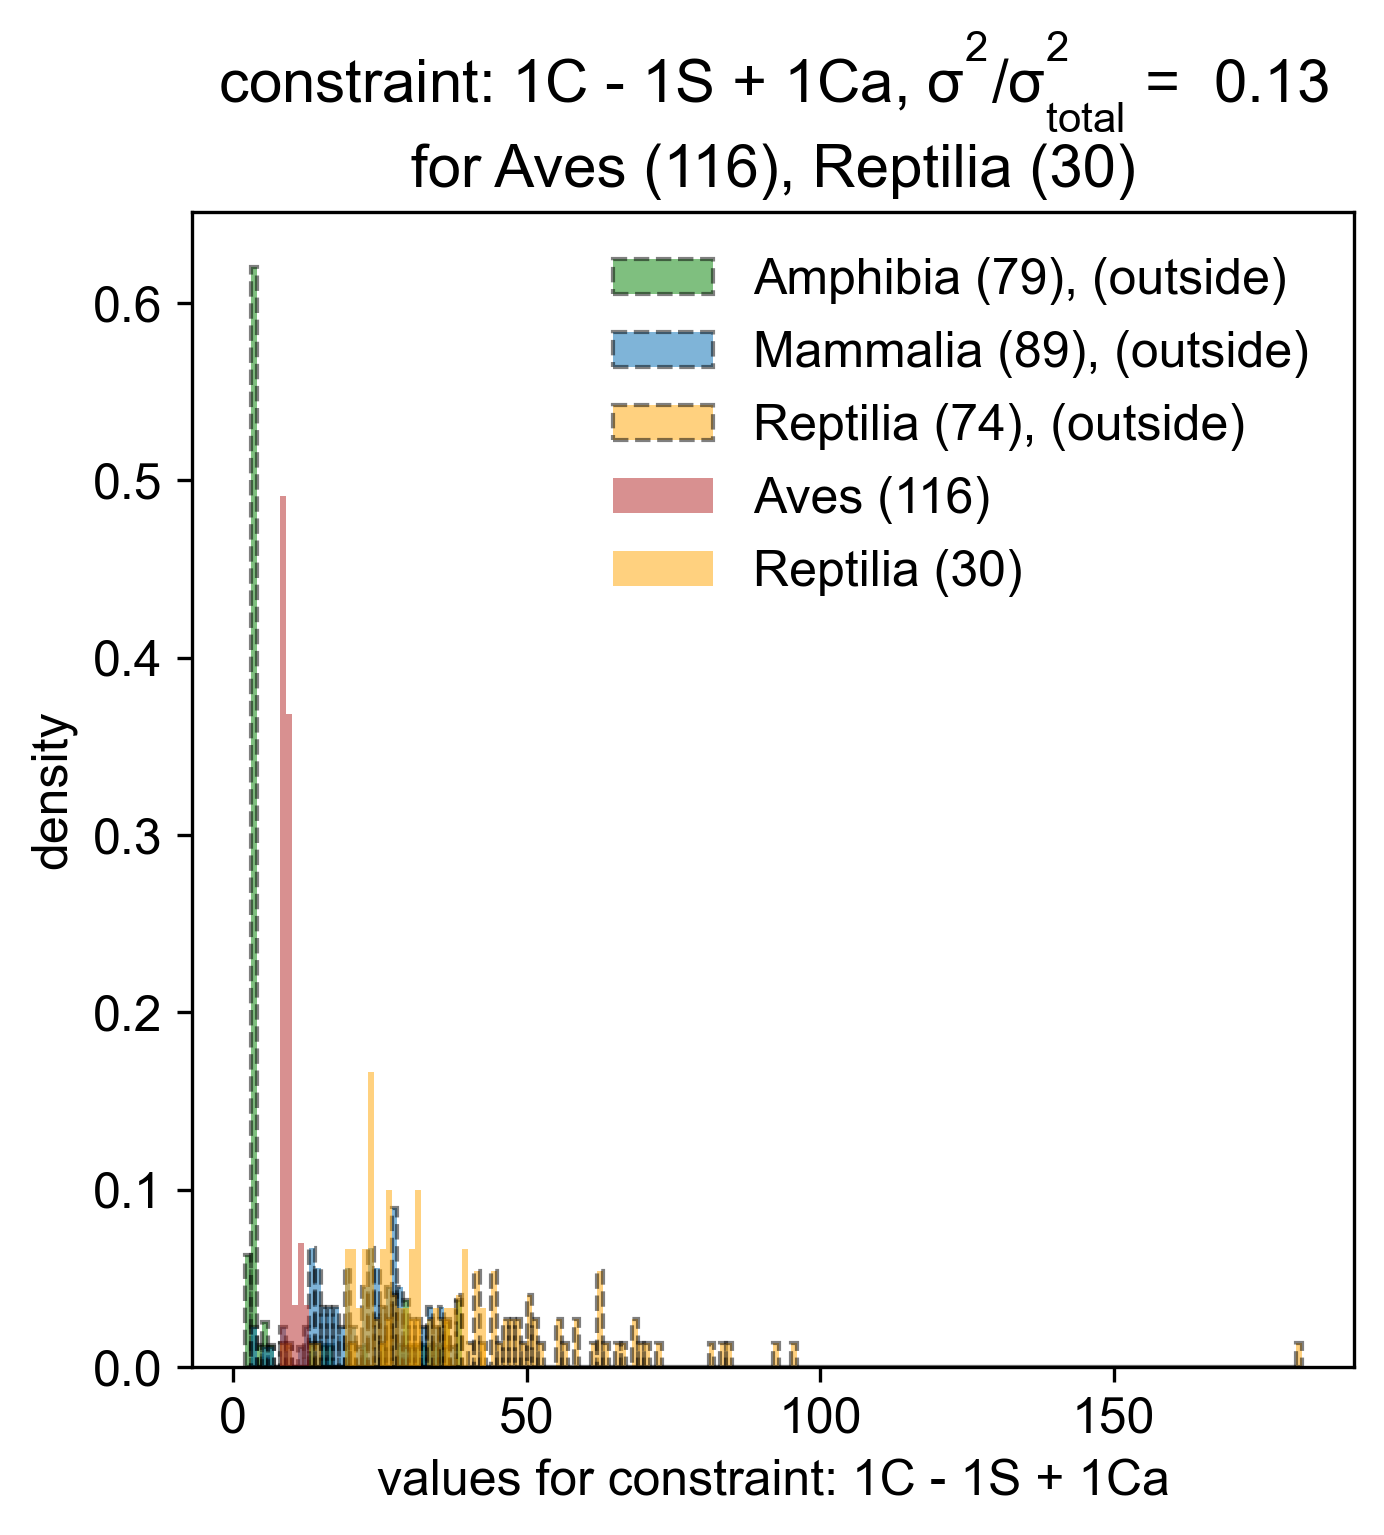 constraint: 1C - 1S + 1Ca, σ²/σ²total = 0.13
for Aves (116), Reptilia (30)
Amphibia (79), (outside)
Mammalia (89), (outside)
Reptilia (74), (outside)
Aves (116)
Reptilia (30)
0.6
0.5
0.4
0.3
0.2
0.1
0.0
density
0 50 100 150
values for constraint: 1C - 1S + 1Ca